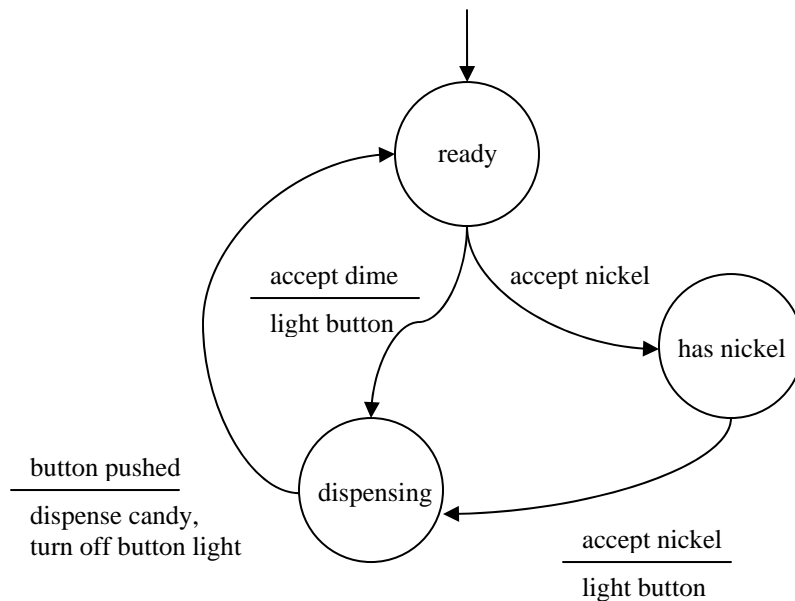 ready
accept dime
light button
accept nickel
has nickel
dispensing
button pushed
dispense candy,
turn off button light
accept nickel
light button